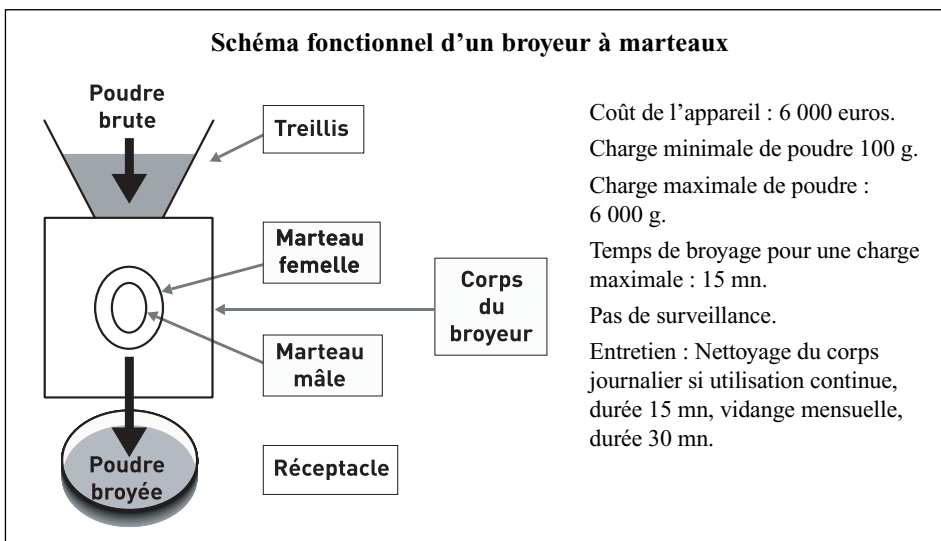 Schéma fonctionnel d’un broyeur à marteaux
Poudre
brute
Treillis
Marteau
femelle
Corps
du
broyeur
Marteau
mâle
Poudre
broyée
Réceptacle
Coût de l’appareil : 6 000 euros.
Charge minimale de poudre 100 g.
Charge maximale de poudre :
6 000 g.
Temps de broyage pour une charge
maximale : 15 mn.
Pas de surveillance.
Entretien : Nettoyage du corps
journalier si utilisation continue,
durée 15 mn, vidange mensuelle,
durée 30 mn.